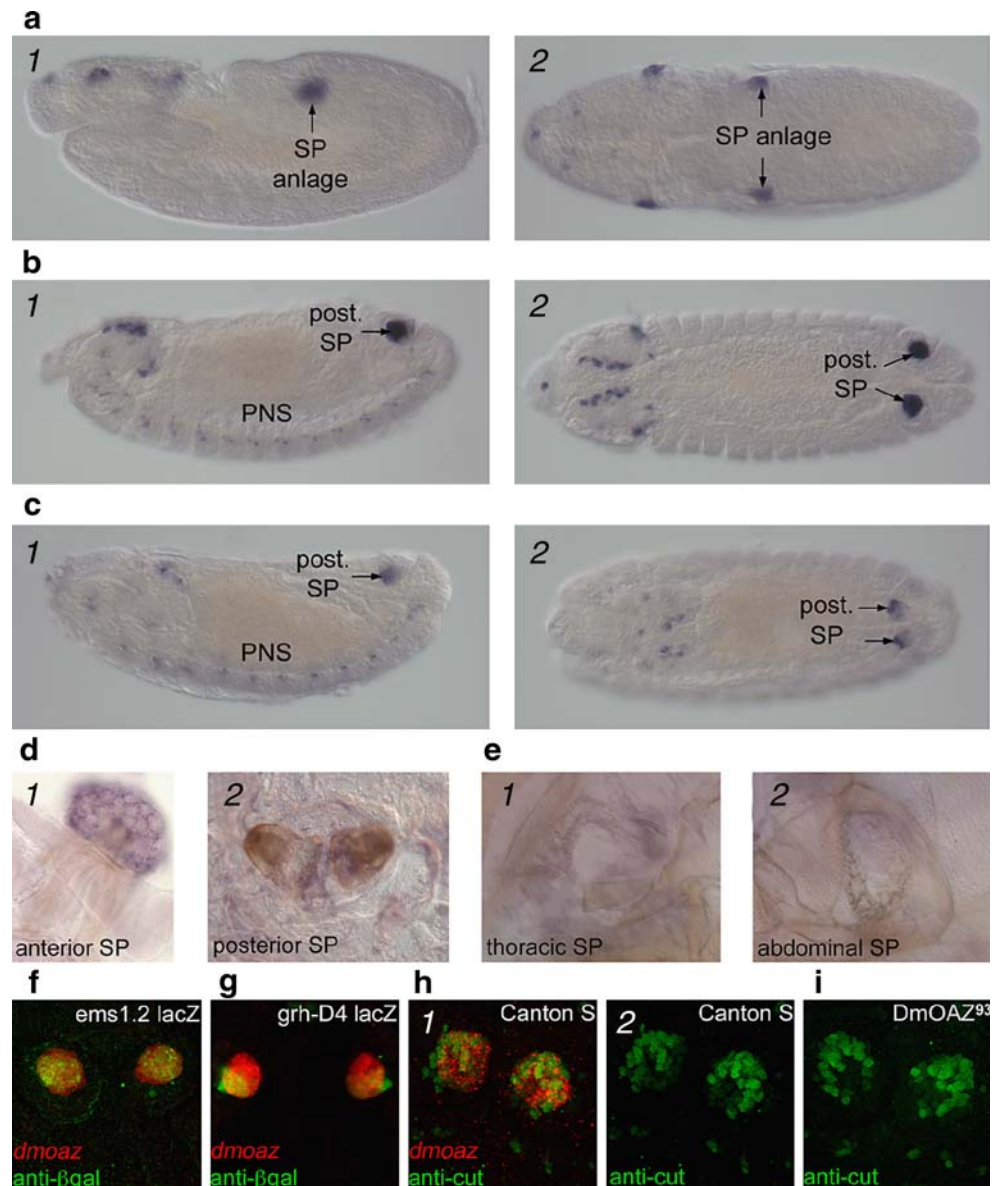 a
1
SP
anlage
2
SP anlage
b
1
post.
SP
PNS
2
post.
SP
c
1
post.
SP
PNS
2
post.
SP
d
1
anterior SP
2
posterior SP
e
1
thoracic SP
2
abdominal SP
f
ems1.2 lacZ
dmoaz
anti-βgal
g
grh-D4 lacZ
dmoaz
anti-βgal
h
1
Canton S
dmoaz
anti-cut
2
Canton S
anti-cut
i
DmOAZ⁹³
anti-cut